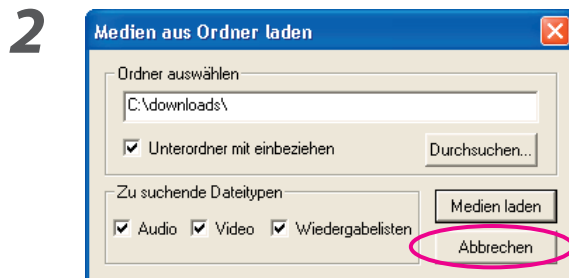 2
Medien aus Ordner laden
Ordner auswählen
C:\downloads\
Unterordner mit einbeziehen
Durchsuchen...
Zu suchende Dateitypen
Audio Video Wiedergabelisten
Medien laden
Abbrechen